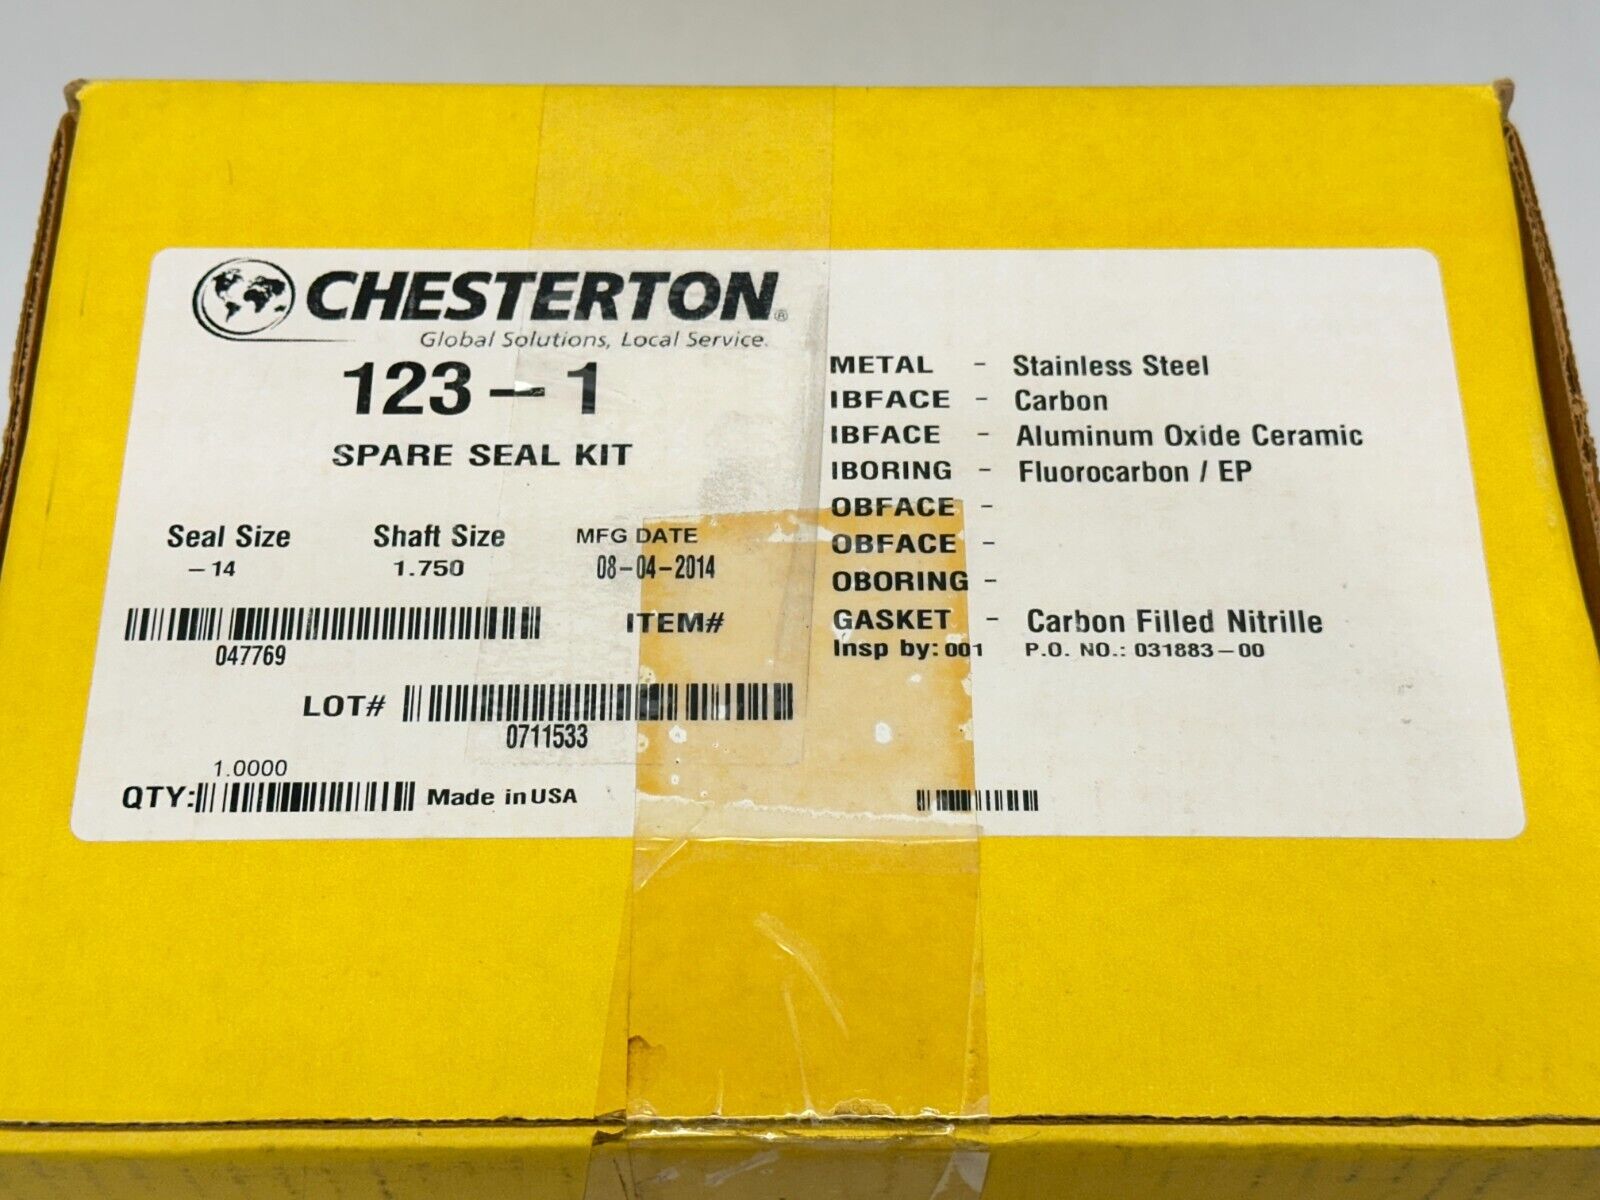 CHESTERTON®
Global Solutions, Local Service.
123-1
SPARE SEAL KIT
Seal Size Shaft Size MFG DATE
-14 1.750 08-04-2014
047769
ITEM#
LOT#
0711533
1.0000
QTY: Made in USA
METAL - Stainless Steel
IBFACE - Carbon
IBFACE - Aluminum Oxide Ceramic
IBORING - Fluorocarbon / EP
OBFACE -
OBFACE -
OBORING -
GASKET - Carbon Filled Nitrille
Insp by: 001 P.O. NO.: 031883-00